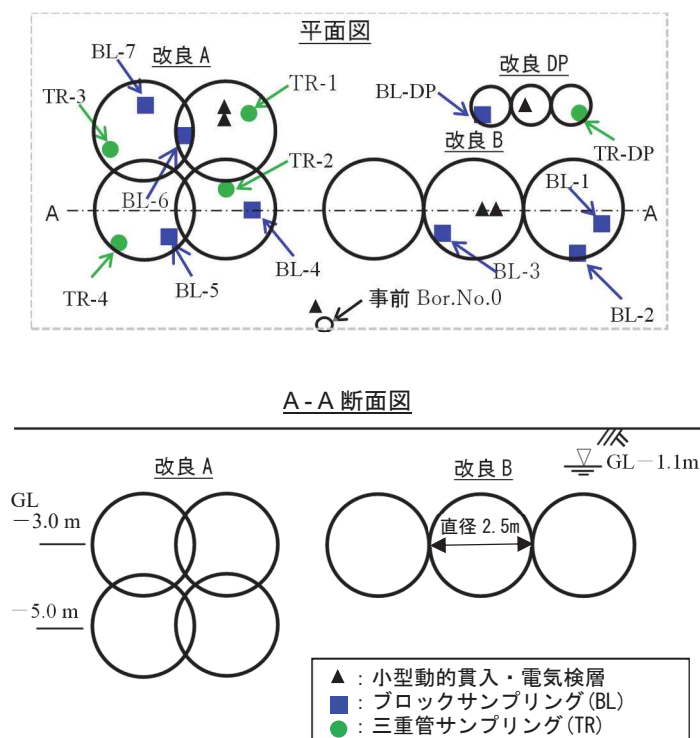 平面図
改良 A
BL-7
TR-1
改良 DP
BL-DP
TR-3
改良 B
TR-DP
TR-2
BL-1
BL-6
A
A
BL-4
BL-3
TR-4
BL-5
BL-2
事前 Bor.No.0
A-A 断面図
改良 A
改良 B
GL-1.1m
GL
-3.0 m
直径 2.5m
-5.0 m
▲ : 小型動的貫入・電気検層
■ : ブロックサンプリング(BL)
● : 三重管サンプリング(TR)